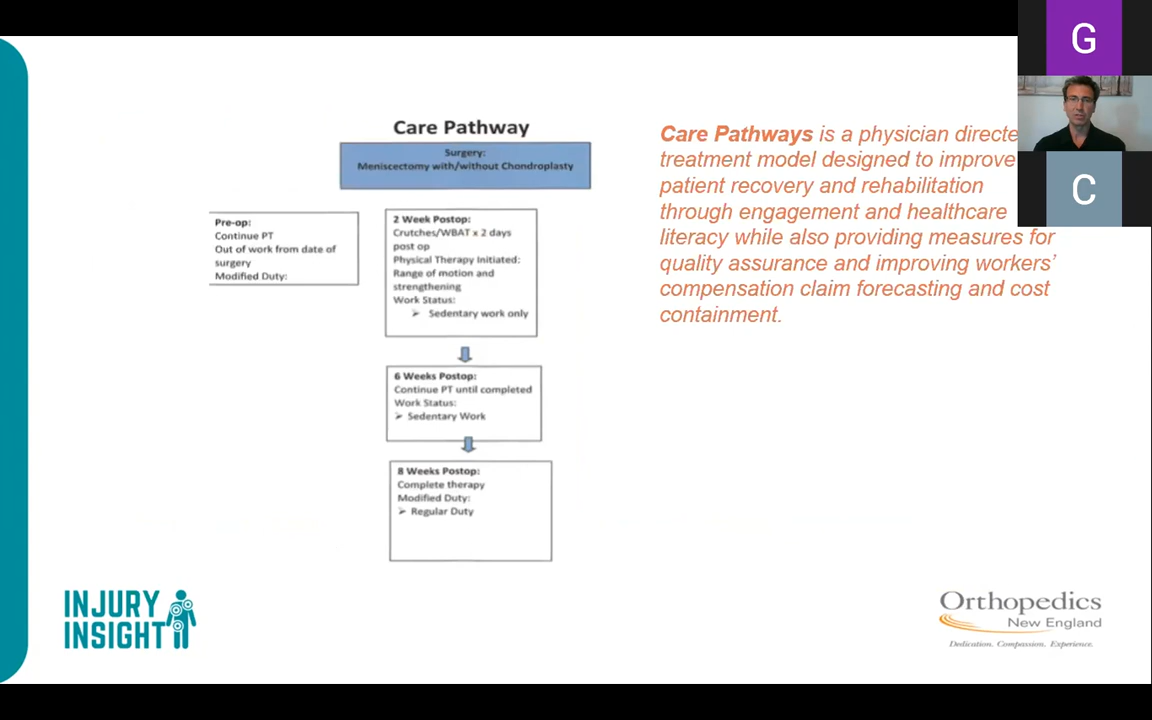 G
C
Care Pathway
Surgery:
Meniscectomy with/without Chondroplasty
Pre-op:
Continue PT
Out of work from date of
surgery
Modified Duty:
2 Week Postop:
Crutches/WBAT x 2 days
post op
Physical Therapy Initiated:
Range of motion and
strengthening
Work Status:
➢ Sedentary work only
6 Weeks Postop:
Continue PT until completed
Work Status:
➢ Sedentary Work
8 Weeks Postop:
Complete therapy
Modified Duty:
➢ Regular Duty
Care Pathways is a physician directe
treatment model designed to improve
patient recovery and rehabilitation
through engagement and healthcare
literacy while also providing measures for
quality assurance and improving workers’
compensation claim forecasting and cost
containment.
INJURY
INSIGHT
Orthopedics
New England
Dedication. Compassion. Experience.